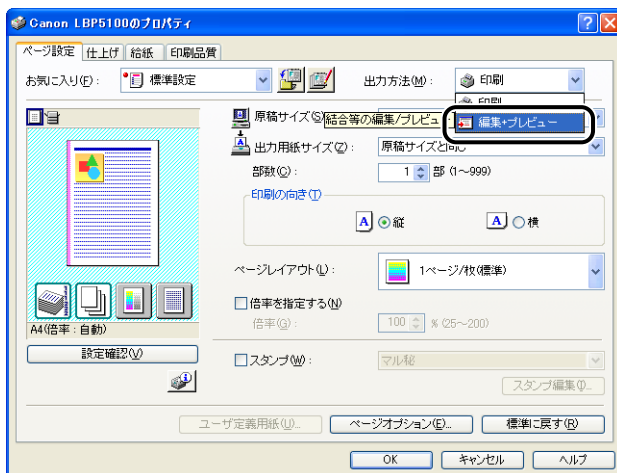 Canon LBP5100のプロパティ
ページ設定 仕上げ 給紙 印刷品質
お気に入り(F): 標準設定 出力方法(M): 印刷
印刷
編集+プレビュー
原稿サイズ(S)
結合等の編集/プレビュ
出力用紙サイズ(Z): 原稿サイズと同じ
部数(C): 1 部 (1~999)
印刷の向き(T)
A 縦 A 横
ページレイアウト(L): 1ページ/枚(標準)
倍率を指定する(N)
倍率(G): 100 % (25~200)
A4(倍率:自動)
設定確認(V)
スタンプ(W): マル秘
スタンプ編集(I)...
ユーザ定義用紙(U)... ページオプション(E)... 標準に戻す(R)
OK キャンセル ヘルプ